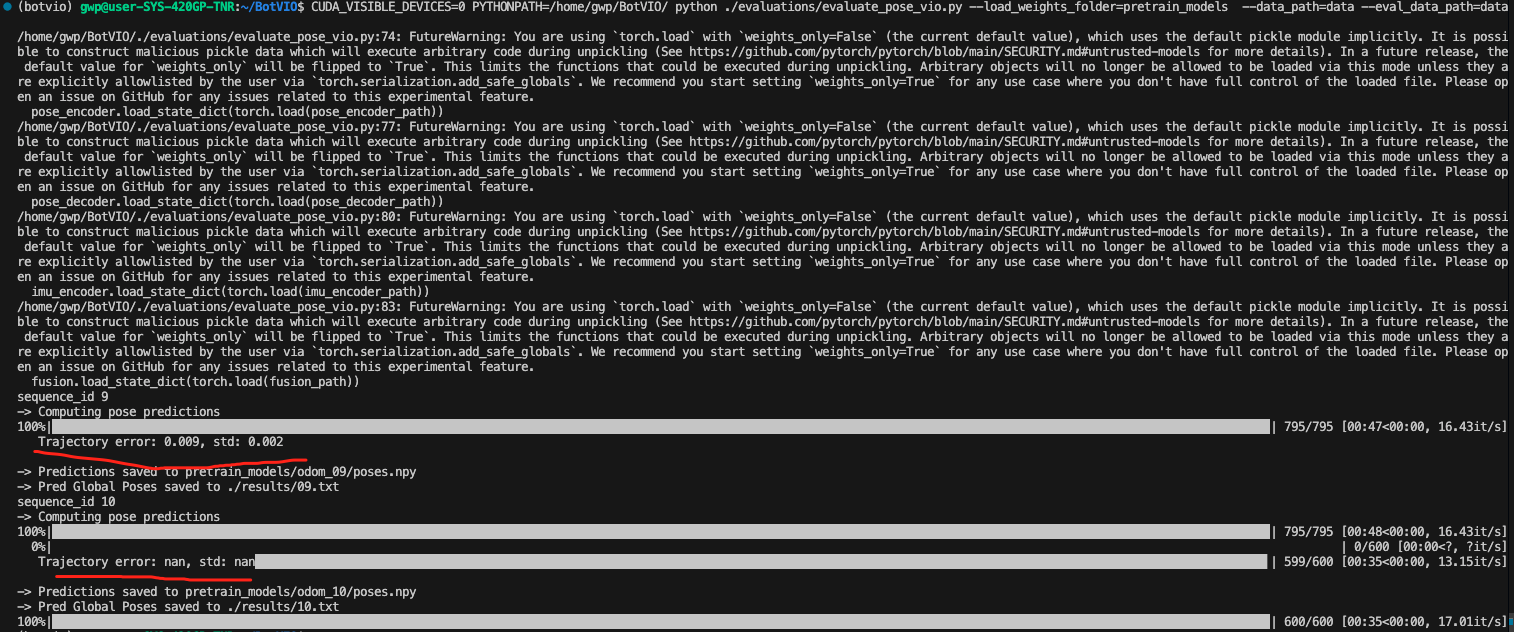 (botvio) gwp@user-SYS-420GP-TNR:~/BotVIO$ CUDA_VISIBLE_DEVICES=0 PYTHONPATH=/home/gwp/BotVIO/ python ./evaluations/evaluate_pose_vio.py --load_weights_folder=pretrain_models  --data_path=data --eval_data_path=data
/home/gwp/BotVIO/./evaluations/evaluate_pose_vio.py:74: FutureWarning: You are using `torch.load` with `weights_only=False` (the current default value), which uses the default pickle module implicitly. It is possi
ble to construct malicious pickle data which will execute arbitrary code during unpickling (See https://github.com/pytorch/pytorch/blob/main/SECURITY.md#untrusted-models for more details). In a future release, the
 default value for `weights_only` will be flipped to `True`. This limits the functions that could be executed during unpickling. Arbitrary objects will no longer be allowed to be loaded via this mode unless they a
re explicitly allowlisted by the user via `torch.serialization.add_safe_globals`. We recommend you start setting `weights_only=True` for any use case where you don't have full control of the loaded file. Please op
en an issue on GitHub for any issues related to this experimental feature.
  pose_encoder.load_state_dict(torch.load(pose_encoder_path))
/home/gwp/BotVIO/./evaluations/evaluate_pose_vio.py:77: FutureWarning: You are using `torch.load` with `weights_only=False` (the current default value), which uses the default pickle module implicitly. It is possi
ble to construct malicious pickle data which will execute arbitrary code during unpickling (See https://github.com/pytorch/pytorch/blob/main/SECURITY.md#untrusted-models for more details). In a future release, the
 default value for `weights_only` will be flipped to `True`. This limits the functions that could be executed during unpickling. Arbitrary objects will no longer be allowed to be loaded via this mode unless they a
re explicitly allowlisted by the user via `torch.serialization.add_safe_globals`. We recommend you start setting `weights_only=True` for any use case where you don't have full control of the loaded file. Please op
en an issue on GitHub for any issues related to this experimental feature.
  pose_decoder.load_state_dict(torch.load(pose_decoder_path))
/home/gwp/BotVIO/./evaluations/evaluate_pose_vio.py:80: FutureWarning: You are using `torch.load` with `weights_only=False` (the current default value), which uses the default pickle module implicitly. It is possi
ble to construct malicious pickle data which will execute arbitrary code during unpickling (See https://github.com/pytorch/pytorch/blob/main/SECURITY.md#untrusted-models for more details). In a future release, the
 default value for `weights_only` will be flipped to `True`. This limits the functions that could be executed during unpickling. Arbitrary objects will no longer be allowed to be loaded via this mode unless they a
re explicitly allowlisted by the user via `torch.serialization.add_safe_globals`. We recommend you start setting `weights_only=True` for any use case where you don't have full control of the loaded file. Please op
en an issue on GitHub for any issues related to this experimental feature.
  imu_encoder.load_state_dict(torch.load(imu_encoder_path))
/home/gwp/BotVIO/./evaluations/evaluate_pose_vio.py:83: FutureWarning: You are using `torch.load` with `weights_only=False` (the current default value), which uses the default pickle module implicitly. It is possi
ble to construct malicious pickle data which will execute arbitrary code during unpickling (See https://github.com/pytorch/pytorch/blob/main/SECURITY.md#untrusted-models for more details). In a future release, the
 default value for `weights_only` will be flipped to `True`. This limits the functions that could be executed during unpickling. Arbitrary objects will no longer be allowed to be loaded via this mode unless they a
re explicitly allowlisted by the user via `torch.serialization.add_safe_globals`. We recommend you start setting `weights_only=True` for any use case where you don't have full control of the loaded file. Please op
en an issue on GitHub for any issues related to this experimental feature.
  fusion.load_state_dict(torch.load(fusion_path))
sequence_id 9
-> Computing pose predictions
100%| | 795/795 [00:47<00:00, 16.43it/s]
   Trajectory error: 0.009, std: 0.002
-> Predictions saved to pretrain_models/odom_09/poses.npy
-> Pred Global Poses saved to ./results/09.txt
sequence_id 10
-> Computing pose predictions
100%| | 795/795 [00:48<00:00, 16.43it/s]
  0%| | 0/600 [00:00<?, ?it/s]
   Trajectory error: nan, std: nan | 599/600 [00:35<00:00, 13.15it/s]
-> Predictions saved to pretrain_models/odom_10/poses.npy
-> Pred Global Poses saved to ./results/10.txt
100%| | 600/600 [00:35<00:00, 17.01it/s]